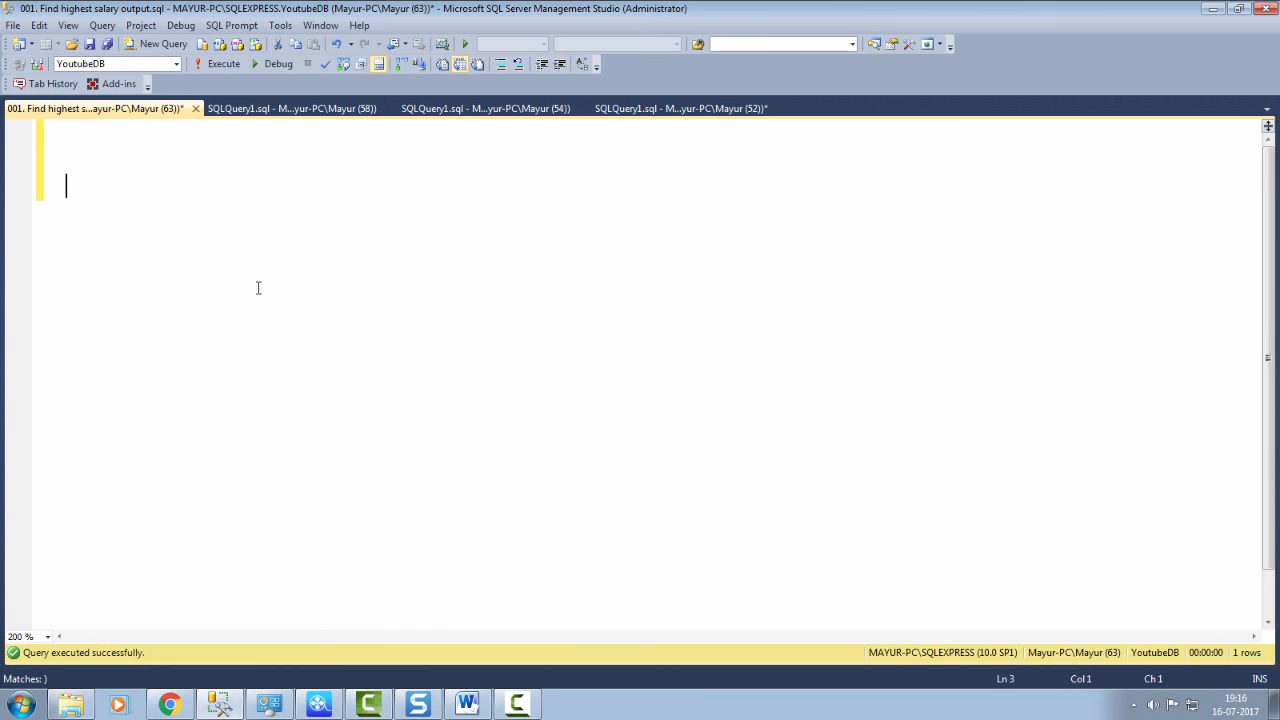 001. Find highest salary output.sql - MAYUR-PC\SQLEXPRESS.YoutubeDB (Mayur-PC\Mayur (63))* - Microsoft SQL Server Management Studio (Administrator)
File Edit View Query Project Debug SQL Prompt Tools Window Help
New Query
YoutubeDB Execute Debug
Tab History Add-ins
001. Find highest s...ayur-PC\Mayur (63))* SQLQuery1.sql - M...yur-PC\Mayur (58)) SQLQuery1.sql - M...yur-PC\Mayur (54)) SQLQuery1.sql - M...yur-PC\Mayur (52))*
200 %
Query executed successfully. MAYUR-PC\SQLEXPRESS (10.0 SP1) Mayur-PC\Mayur (63) YoutubeDB 00:00:00 1 rows
Matches: ) Ln 3 Col 1 Ch 1 INS
19:16
16-07-2017